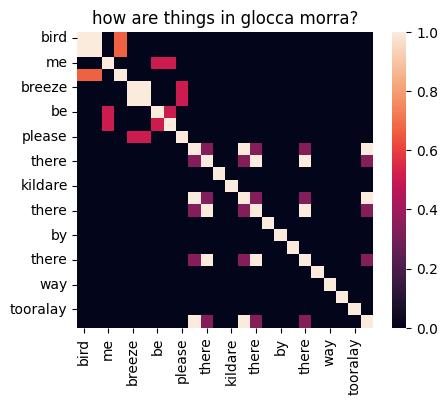 how are things in glocca morra?
bird
me
breeze
be
please
there
kildare
there
by
there
way
tooralay
1.0
0.8
0.6
0.4
0.2
0.0
bird
me
breeze
be
please
there
kildare
there
by
there
way
tooralay